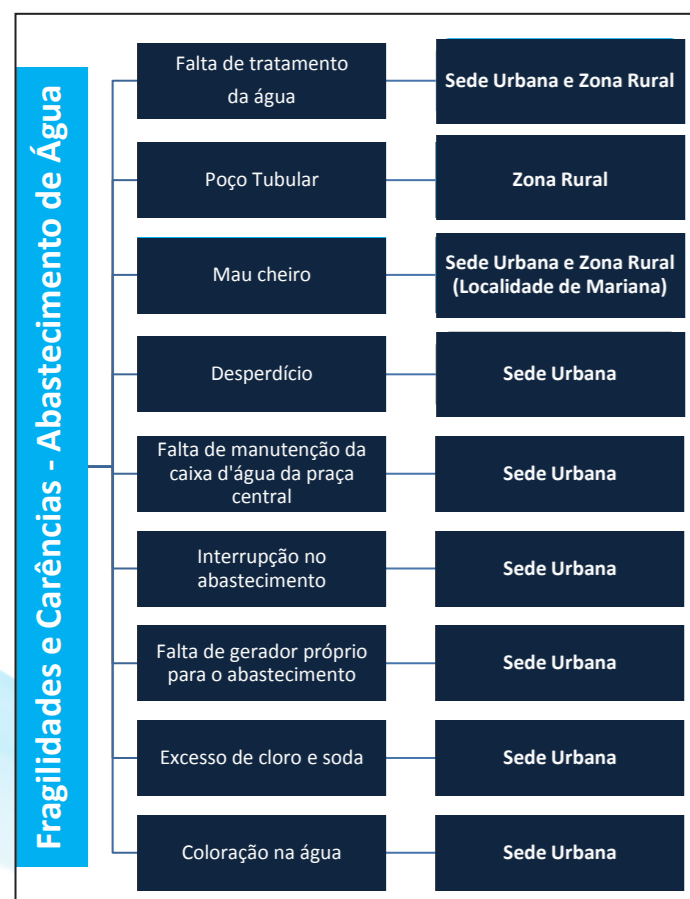 Fragilidades e Carências - Abastecimento de Água
Falta de tratamento
da água
Sede Urbana e Zona Rural
Poço Tubular
Zona Rural
Mau cheiro
Sede Urbana e Zona Rural
(Localidade de Mariana)
Desperdício
Sede Urbana
Falta de manutenção da
caixa d'água da praça
central
Sede Urbana
Interrupção no
abastecimento
Sede Urbana
Falta de gerador próprio
para o abastecimento
Sede Urbana
Excesso de cloro e soda
Sede Urbana
Coloração na água
Sede Urbana